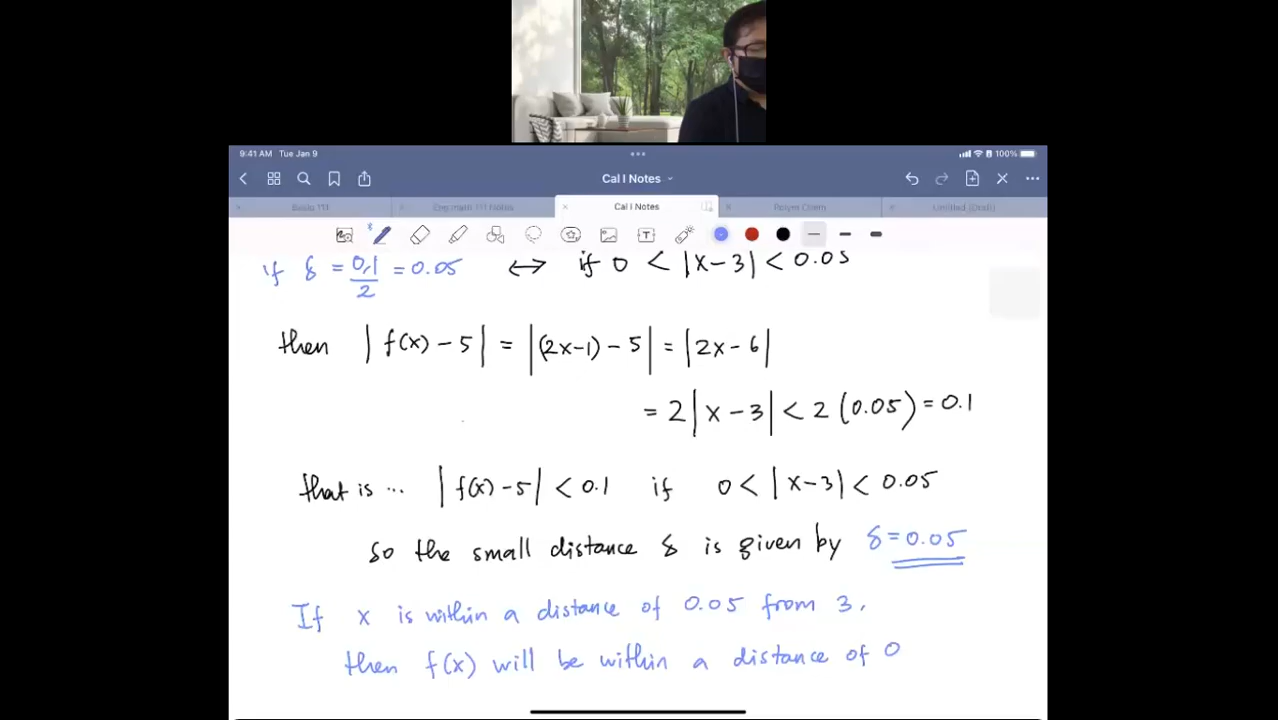 9:41 AM Tue Jan 9
100%
Cal I Notes
Cal I Notes
if δ = 0.1/2 = 0.05 ↔ if 0 < |x-3| < 0.05
then |f(x) - 5| = |(2x-1) - 5| = |2x - 6|
= 2|x-3| < 2(0.05) = 0.1
that is ... |f(x) - 5| < 0.1 if 0 < |x-3| < 0.05
so the small distance δ is given by δ = 0.05
If x is within a distance of 0.05 from 3,
then f(x) will be within a distance of 0